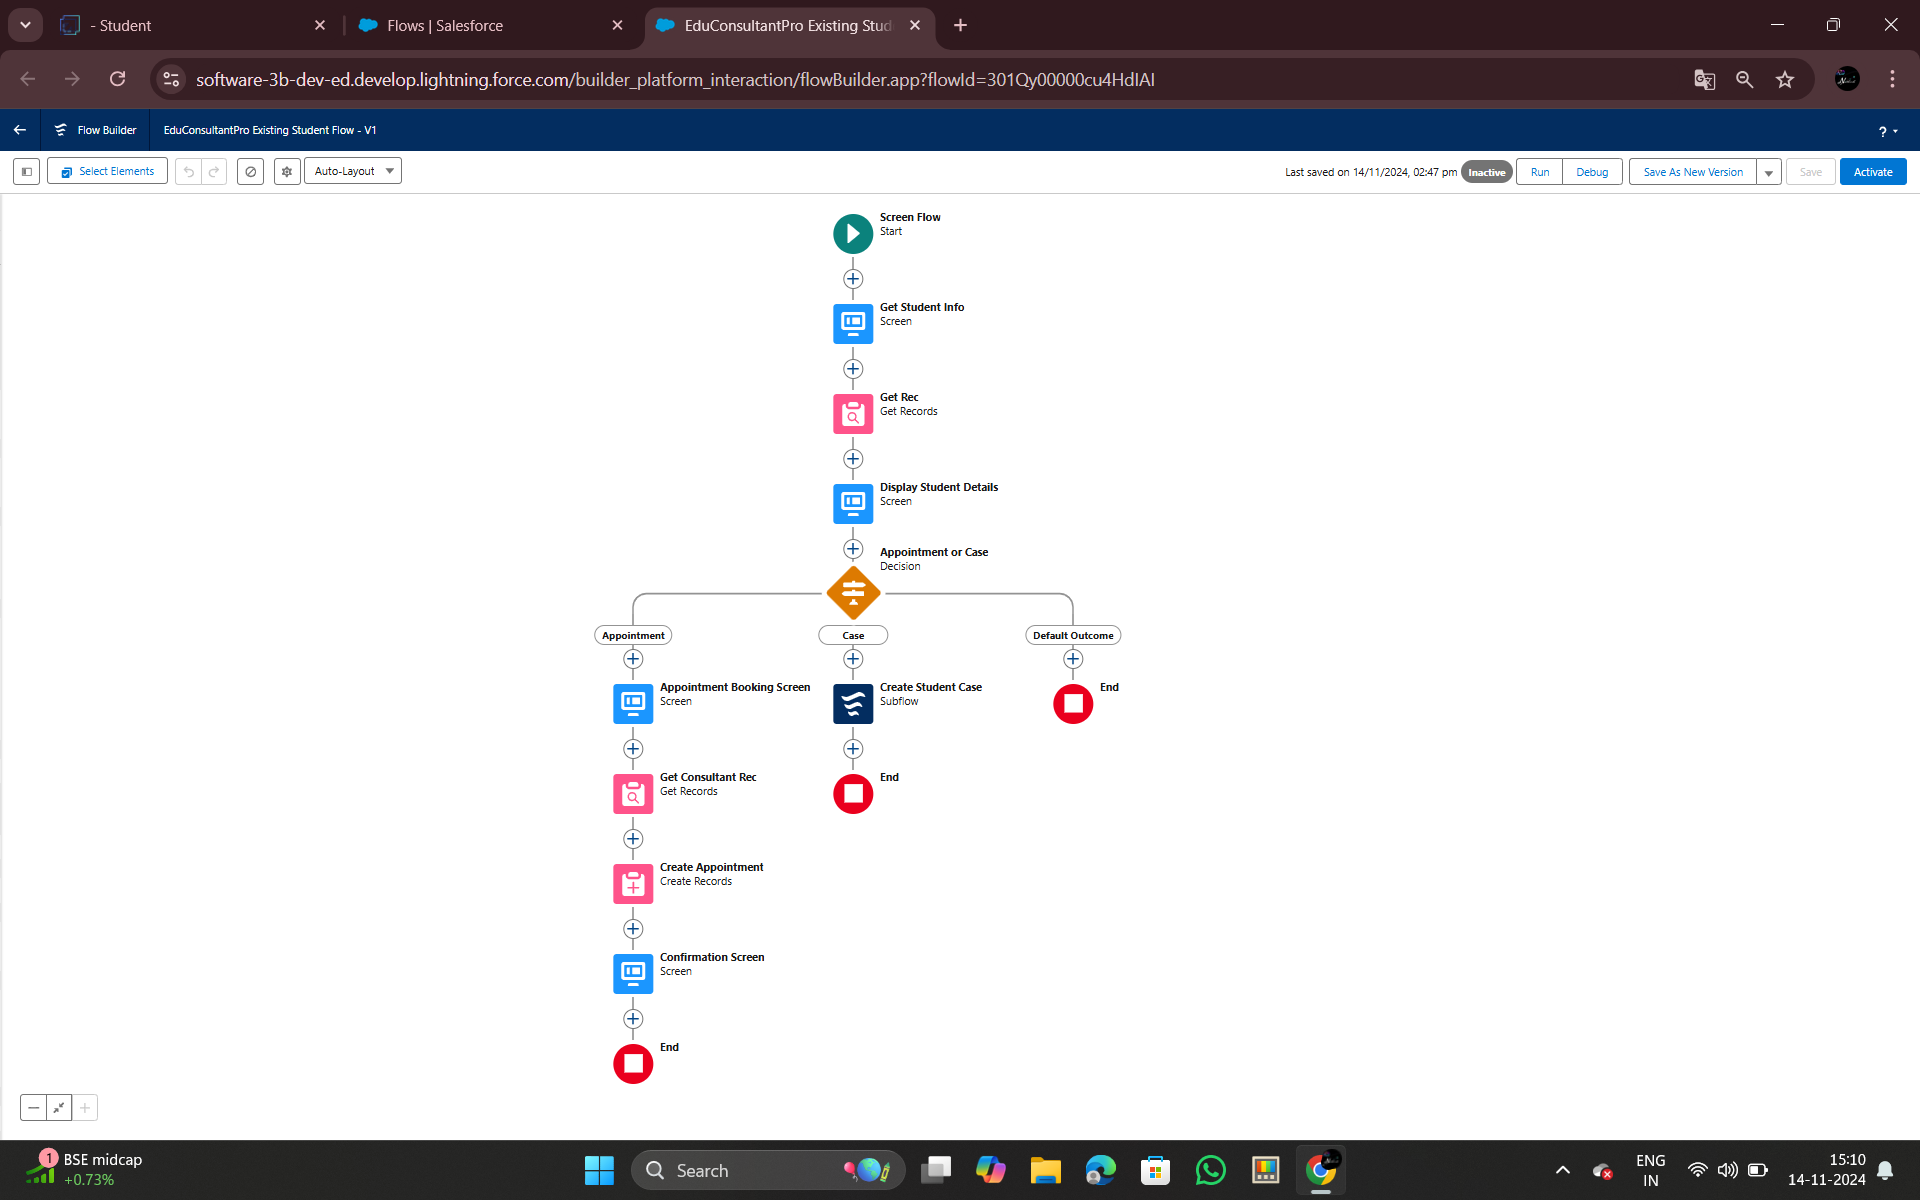 - Student
Flows | Salesforce
EduConsultantPro Existing Stud
software-3b-dev-ed.develop.lightning.force.com/builder_platform_interaction/flowBuilder.app?flowId=301Qy00000cu4HdIAI
Flow Builder
EduConsultantPro Existing Student Flow - V1
?
Select Elements
Auto-Layout
Last saved on 14/11/2024, 02:47 pm
Inactive
Run
Debug
Save As New Version
Save
Activate
Screen Flow
Start
Get Student Info
Screen
Get Rec
Get Records
Display Student Details
Screen
Appointment or Case
Decision
Appointment
Case
Default Outcome
Appointment Booking Screen
Screen
Create Student Case
Subflow
End
Get Consultant Rec
Get Records
End
Create Appointment
Create Records
Confirmation Screen
Screen
End
1
BSE midcap
+0.73%
Search
ENG
IN
15:10
14-11-2024